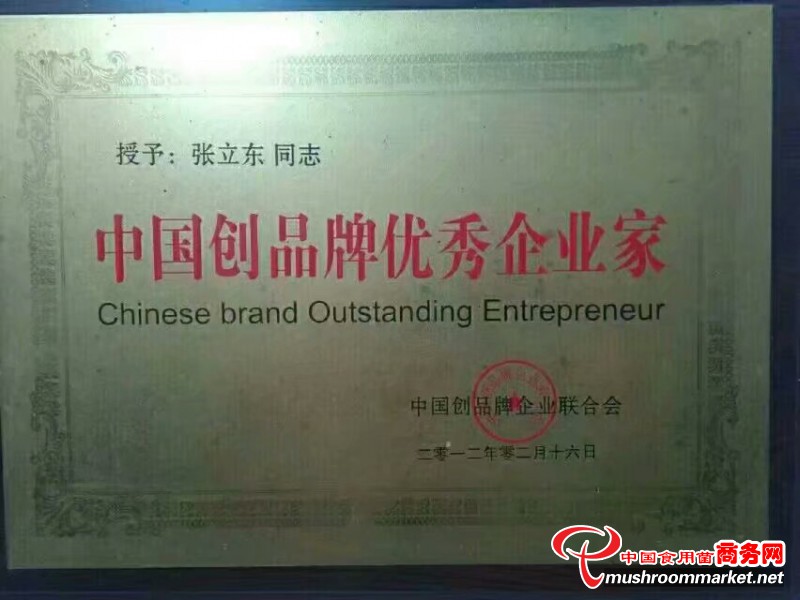 授予：张立东 同志
中国创品牌优秀企业家
Chinese brand Outstanding Entrepreneur
中国创品牌企业联合会
二零一二年零二月十六日
中国食用菌商务网
mushroommarket.net